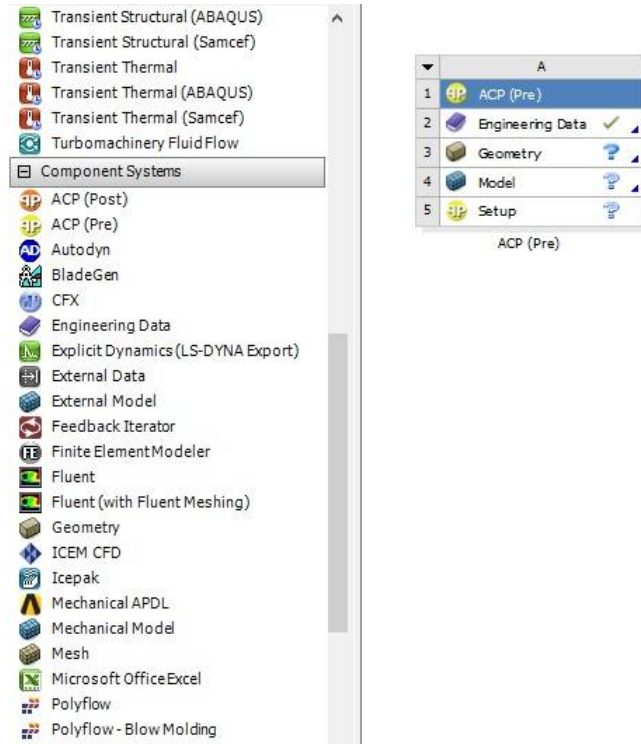 Transient Structural (ABAQUS)
Transient Structural (Samcef)
Transient Thermal
Transient Thermal (ABAQUS)
Transient Thermal (Samcef)
Turbomachinery Fluid Flow
Component Systems
ACP (Post)
ACP (Pre)
Autodyn
BladeGen
CFX
Engineering Data
Explicit Dynamics (LS-DYNA Export)
External Data
External Model
Feedback Iterator
Finite Element Modeler
Fluent
Fluent (with Fluent Meshing)
Geometry
ICEM CFD
Icepak
Mechanical APDL
Mechanical Model
Mesh
Microsoft Office Excel
Polyflow
Polyflow - Blow Molding
A
1 ACP (Pre)
2 Engineering Data
3 Geometry ?
4 Model ?
5 Setup ?
ACP (Pre)